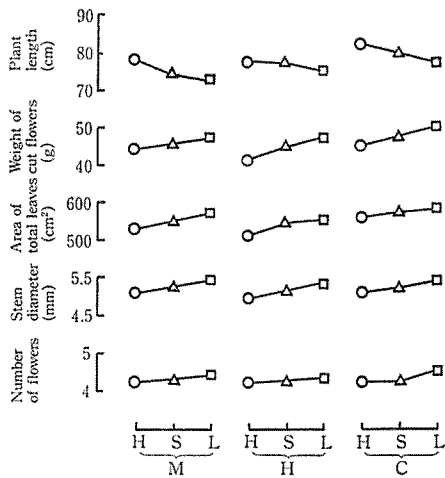 Plant
length
(cm)
90
80
70
Weight of
cut flowers
(g)
50
40
Area of
total leaves
(cm²)
600
500
Stem
diameter
(mm)
5.5
4.5
Number
of flowers
5
4
H S L H S L H S L
M H C